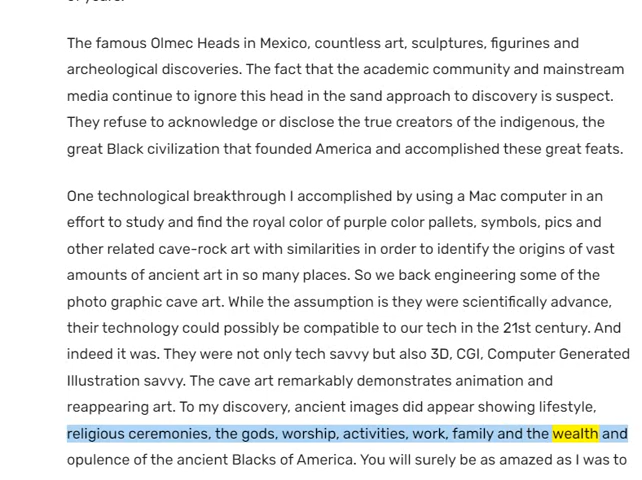 The famous Olmec Heads in Mexico, countless art, sculptures, figurines and
archeological discoveries. The fact that the academic community and mainstream
media continue to ignore this head in the sand approach to discovery is suspect.
They refuse to acknowledge or disclose the true creators of the indigenous, the
great Black civilization that founded America and accomplished these great feats.
One technological breakthrough I accomplished by using a Mac computer in an
effort to study and find the royal color of purple color pallets, symbols, pics and
other related cave-rock art with similarities in order to identify the origins of vast
amounts of ancient art in so many places. So we back engineering some of the
photo graphic cave art. While the assumption is they were scientifically advance,
their technology could possibly be compatible to our tech in the 21st century. And
indeed it was. They were not only tech savvy but also 3D, CGI, Computer Generated
Illustration savvy. The cave art remarkably demonstrates animation and
reappearing art. To my discovery, ancient images did appear showing lifestyle,
religious ceremonies, the gods, worship, activities, work, family and the wealth and
opulence of the ancient Blacks of America. You will surely be as amazed as I was to